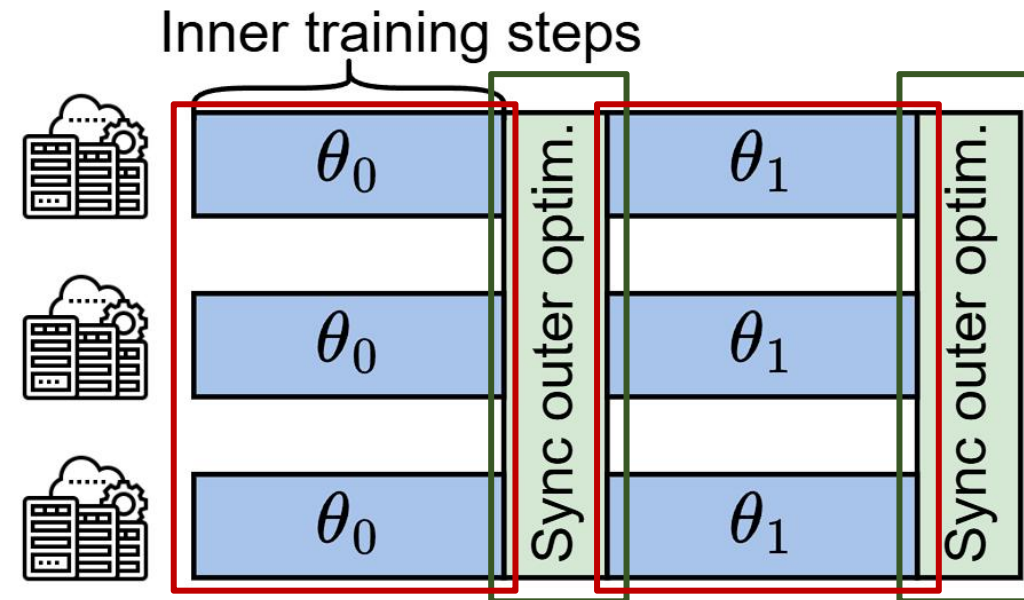 Inner training steps
θ₀
Sync outer optim.
θ₁
Sync outer optim.
θ₀
θ₁
θ₀
θ₁